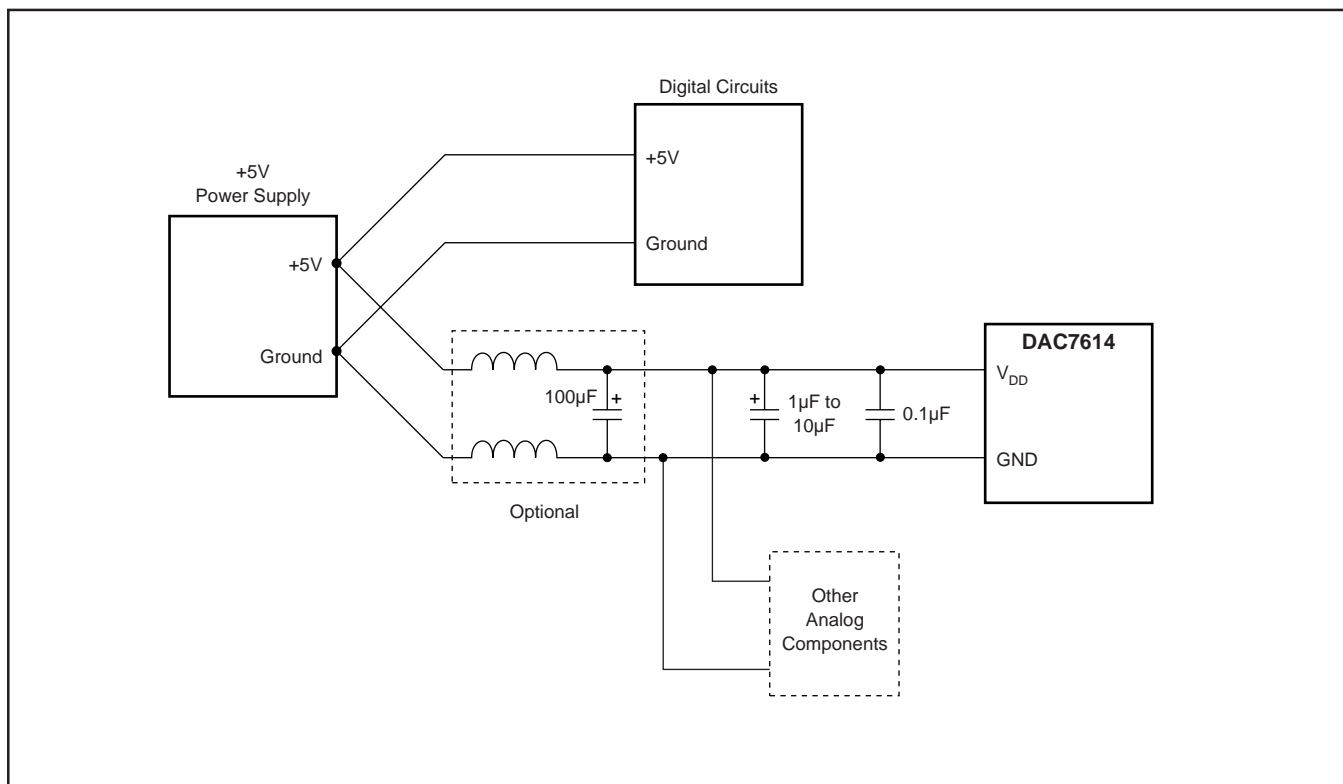 Digital Circuits
+5V
Ground
+5V
Power Supply
+5V
Ground
100µF
+
Optional
+
1µF to
10µF
0.1µF
DAC7614
VDD
GND
Other
Analog
Components